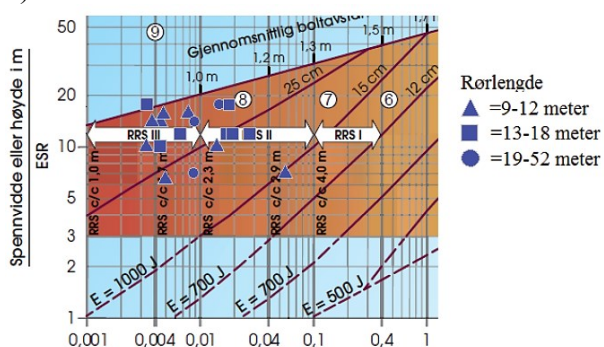 50
20
10
5
3
2
1
Spennvidde eller høyde i m
ESR
Gjennomsnittlig boltavstan
1,0 m
1,2 m
1,3 m
1,5 m
1,7 m
25 cm
15 cm
12 cm
9
8
7
6
RRS III
S II
RRS I
RRS c/c 1,0 m
RRS c/c
RRS c/c 2,3 m
RRS c/c 2,9 m
RRS c/c 4,0 m
E = 1000 J
E = 700 J
E = 700 J
E = 500 J
0,001
0,004
0,01
0,04
0,1
0,4
1
Rørlengde
=9-12 meter
=13-18 meter
=19-52 meter